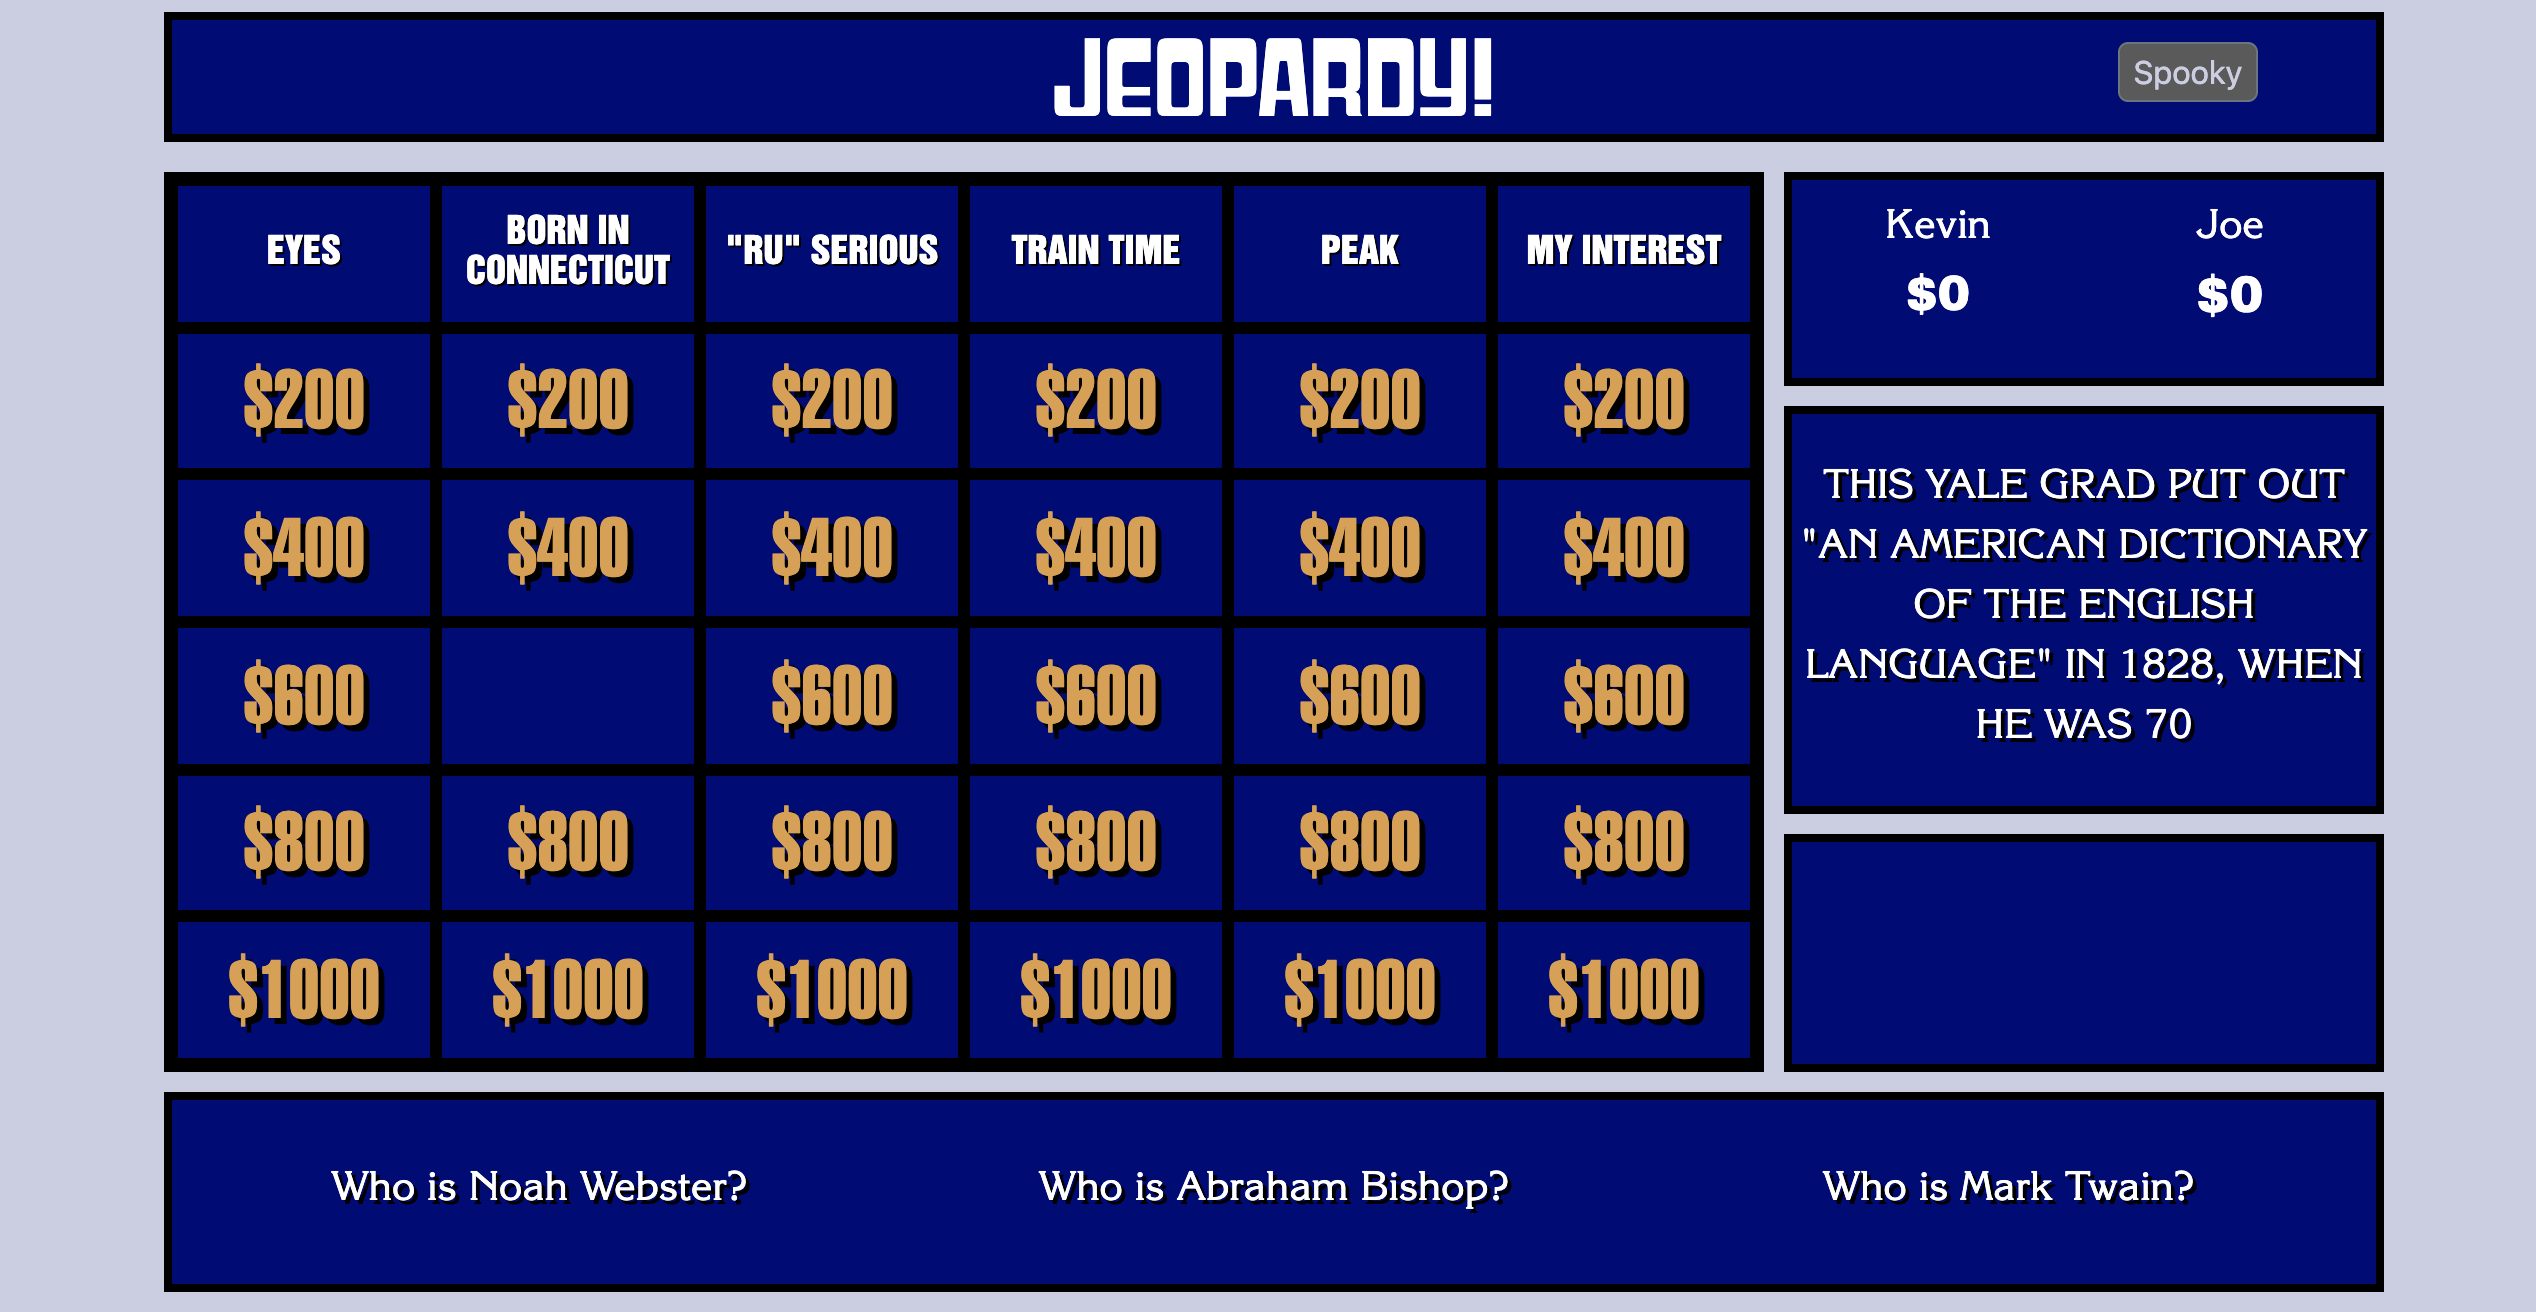 JEOPARDY!
Spooky
EYES
BORN IN
CONNECTICUT
"RU" SERIOUS
TRAIN TIME
PEAK
MY INTEREST
$200 $200 $200 $200 $200 $200
$400 $400 $400 $400 $400 $400
$600 $600 $600 $600 $600
$800 $800 $800 $800 $800 $800
$1000 $1000 $1000 $1000 $1000 $1000
Kevin Joe
$0 $0
THIS YALE GRAD PUT OUT
"AN AMERICAN DICTIONARY
OF THE ENGLISH
LANGUAGE" IN 1828, WHEN
HE WAS 70
Who is Noah Webster? Who is Abraham Bishop? Who is Mark Twain?